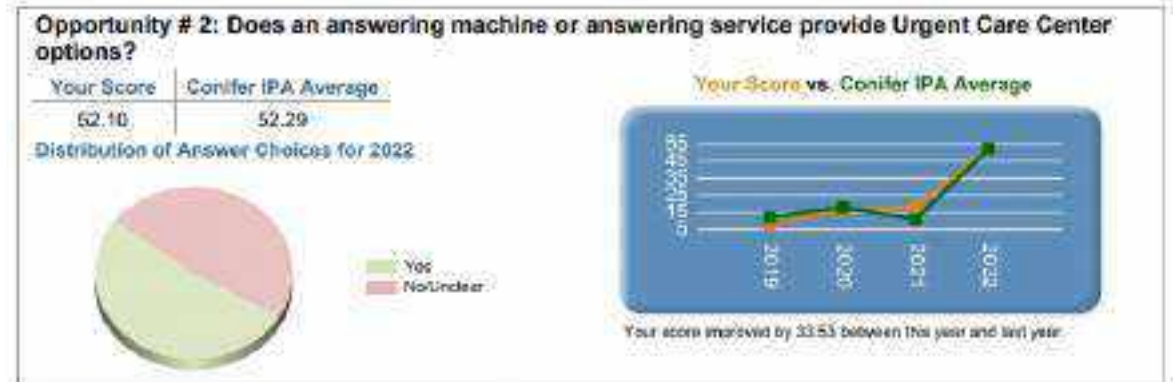 Opportunity # 2: Does an answering machine or answering service provide Urgent Care Center
options?
Your Score Conifer IPA Average
52.10 52.29
Distribution of Answer Choices for 2022
Yes
No/Unclear
Your Score vs. Conifer IPA Average
0
2019
2020
2021
2022
Your score improved by 33.53 between this year and last year